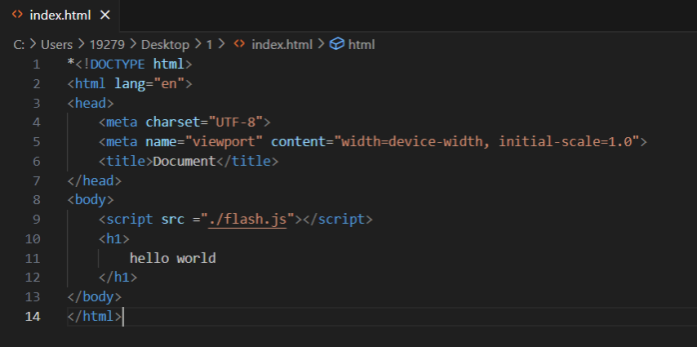 index.html
C: > Users > 19279 > Desktop > 1 > index.html > html
1 *<!DOCTYPE html>
2 <html lang="en">
3 <head>
4     <meta charset="UTF-8">
5     <meta name="viewport" content="width=device-width, initial-scale=1.0">
6     <title>Document</title>
7 </head>
8 <body>
9     <script src ="./flash.js"></script>
10     <h1>
11         hello world
12     </h1>
13 </body>
14 </html>